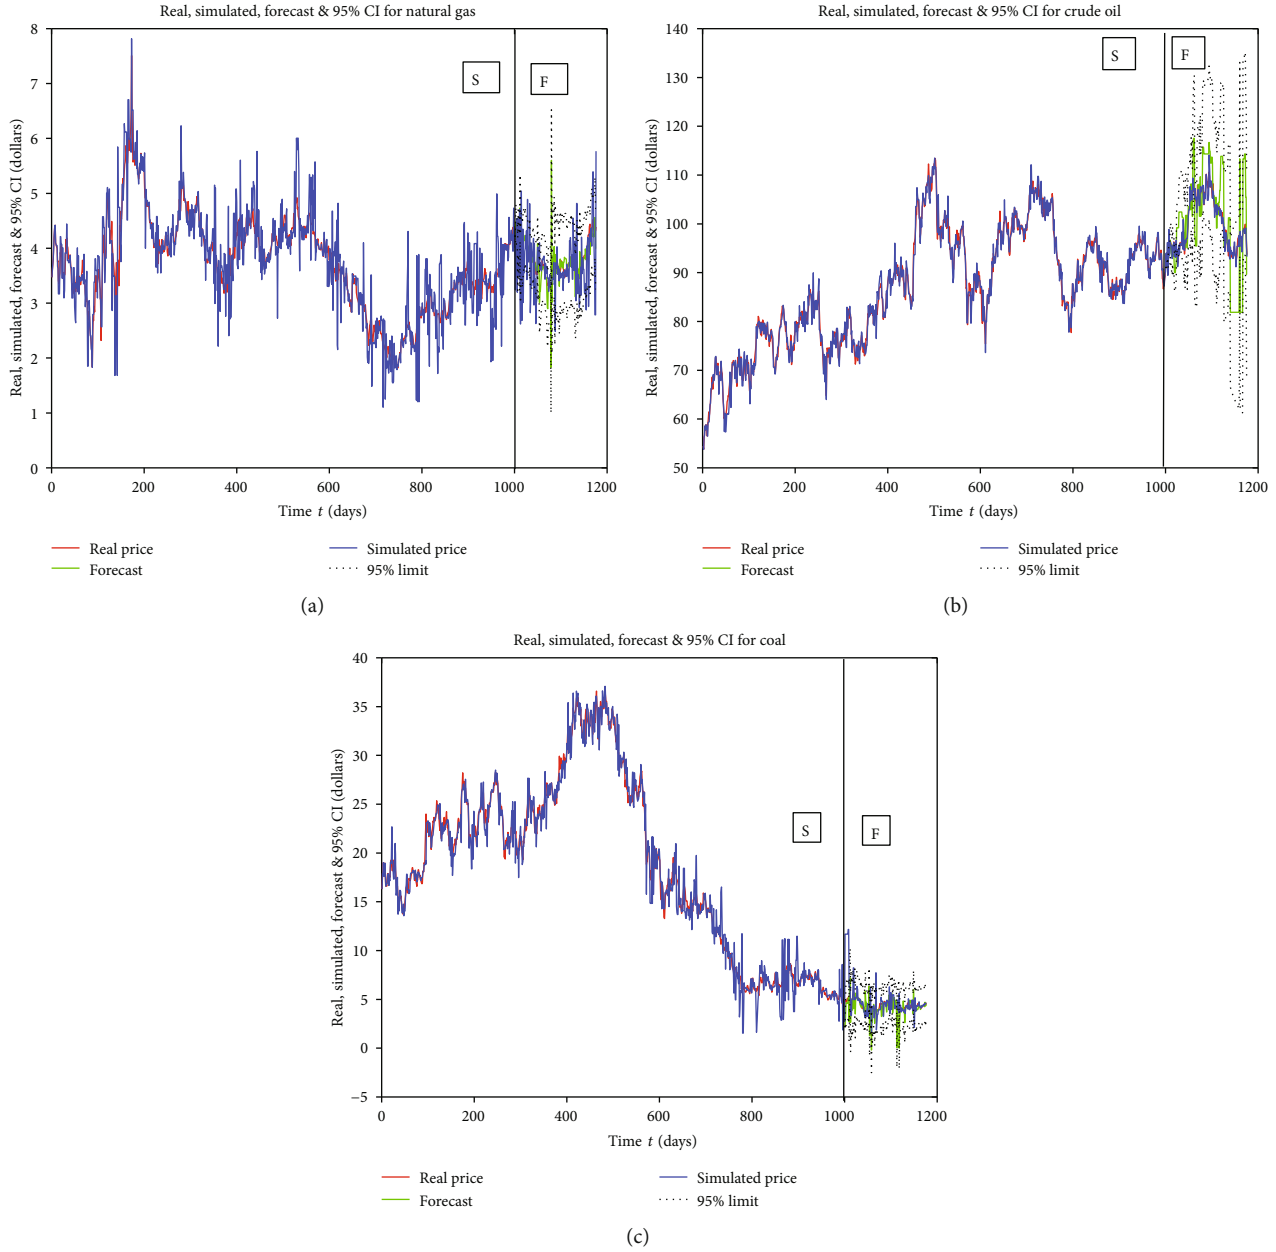 Real, simulated, forecast & 95% CI for natural gas
Real, simulated, forecast & 95% CI (dollars)
8
7
6
5
4
3
2
1
0
S
F
0 200 400 600 800 1000 1200
Time t (days)
Real price
Simulated price
Forecast
95% limit
(a)
Real, simulated, forecast & 95% CI for crude oil
Real, simulated, forecast & 95% CI (dollars)
140
130
120
110
100
90
80
70
60
50
S
F
0 200 400 600 800 1000 1200
Time t (days)
Real price
Simulated price
Forecast
95% limit
(b)
Real, simulated, forecast & 95% CI for coal
Real, simulated, forecast & 95% CI (dollars)
40
35
30
25
20
15
10
5
0
−5
S
F
0 200 400 600 800 1000 1200
Time t (days)
Real price
Simulated price
Forecast
95% limit
(c)